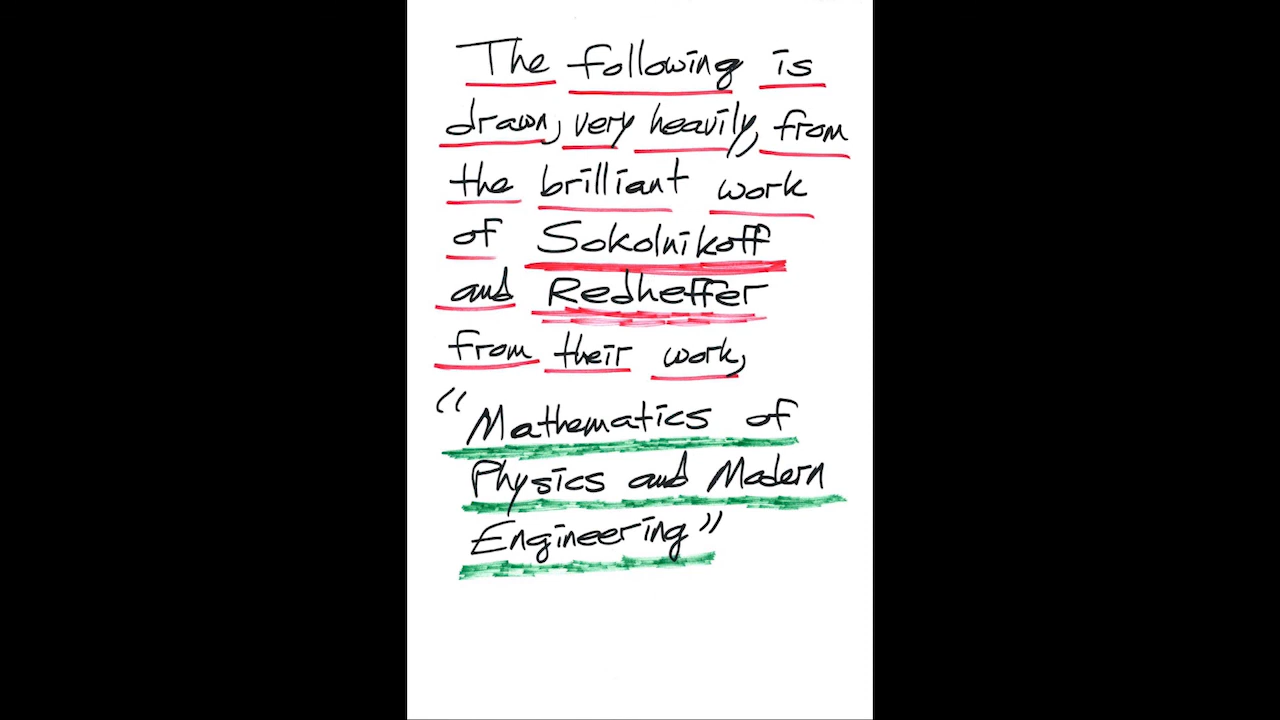 The following is
drawn, very heavily, from
the brilliant work
of Sokolnikoff
and Redheffer
from their work,
"Mathematics of
Physics and Modern
Engineering"